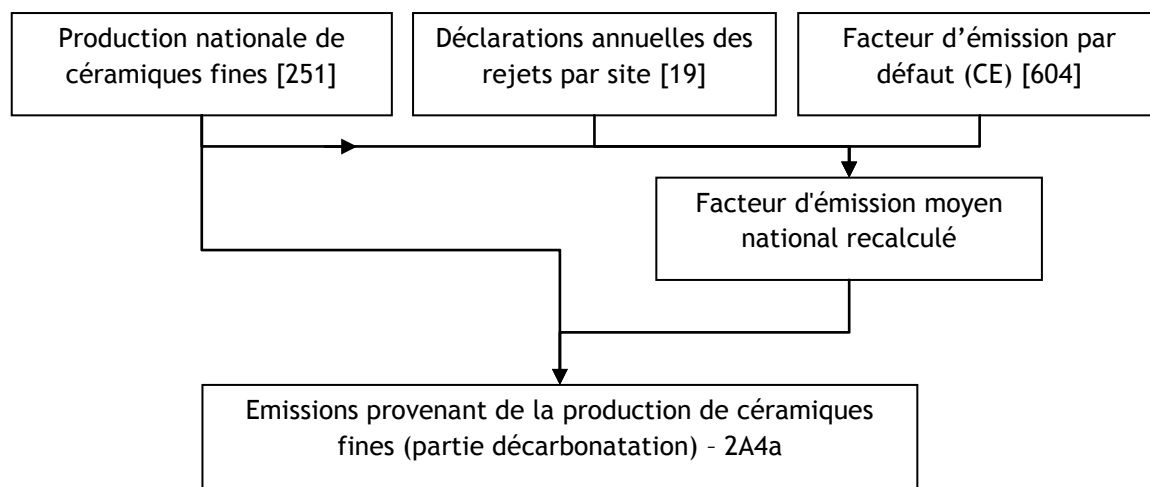 Production nationale de
céramiques fines [251]
Déclarations annuelles des
rejets par site [19]
Facteur d’émission par
défaut (CE) [604]
Facteur d'émission moyen
national recalculé
Emissions provenant de la production de céramiques
fines (partie décarbonatation) – 2A4a